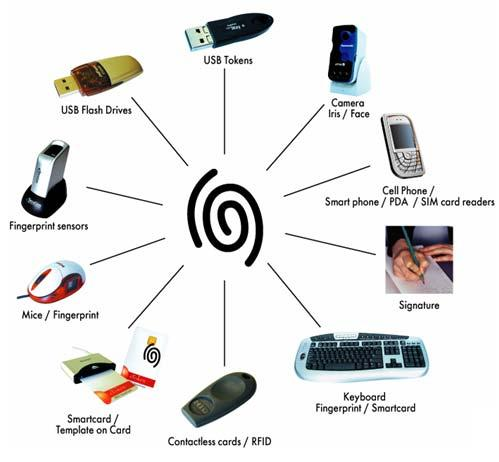 USB Tokens
USB Flash Drives
Camera
Iris / Face
Cell Phone /
Smart phone / PDA / SIM card readers
Fingerprint sensors
Signature
Mice / Fingerprint
Keyboard
Fingerprint / Smartcard
Smartcard /
Template on Card
Contactless cards / RFID